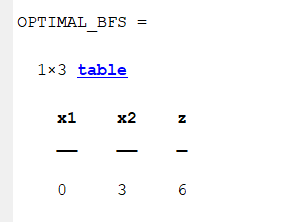 OPTIMAL_BFS =
1×3 table
x1 x2 z
0 3 6